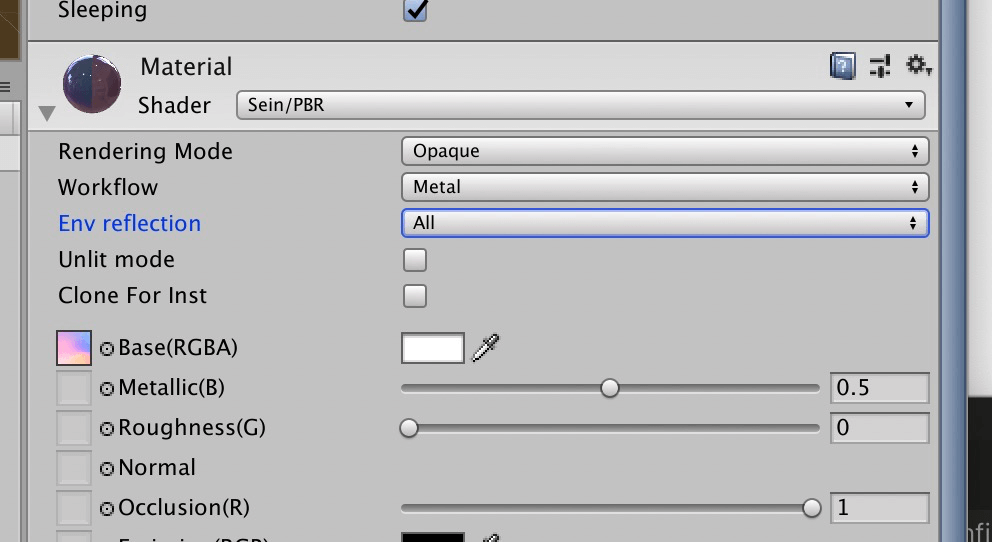 Sleeping
Material
Shader Sein/PBR
Rendering Mode Opaque
Workflow Metal
Env reflection All
Unlit mode
Clone For Inst
Base(RGBA)
Metallic(B) 0.5
Roughness(G) 0
Normal
Occlusion(R) 1